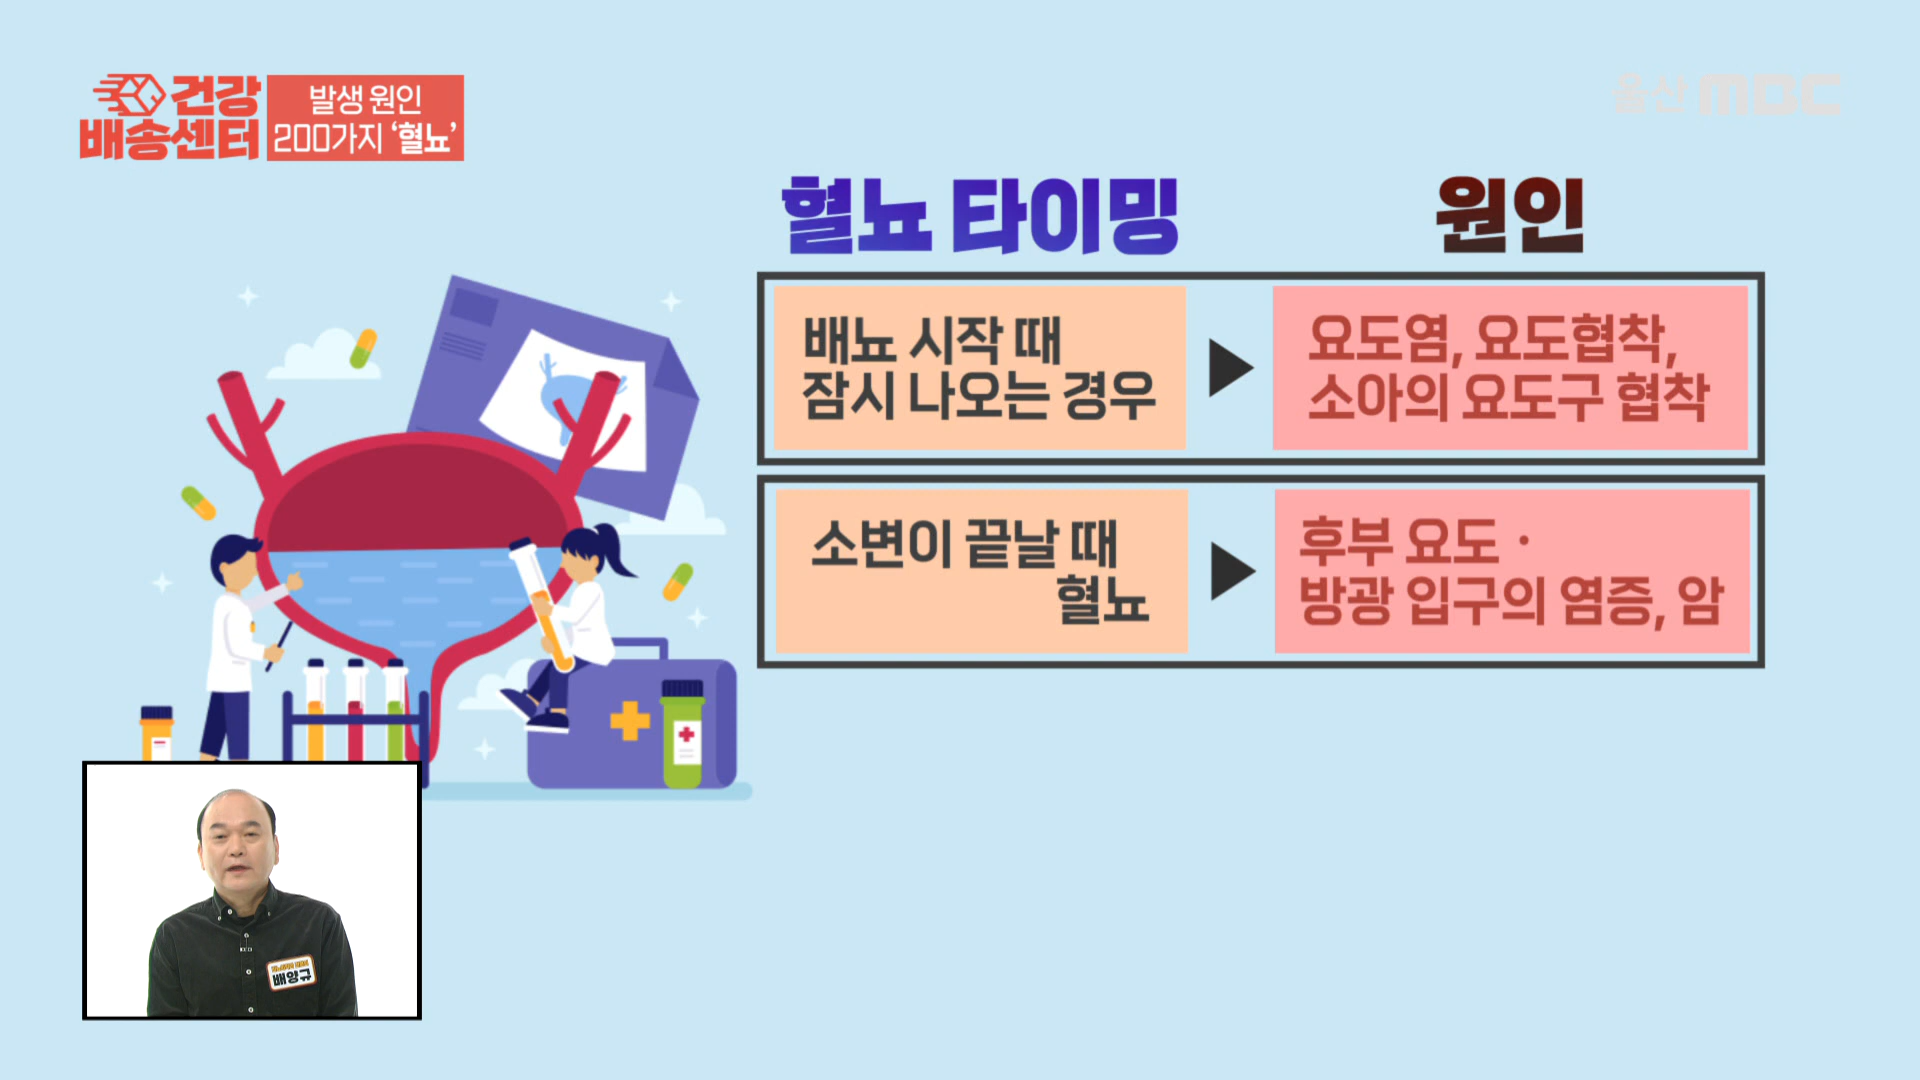 건강
배송센터
발생 원인
200가지 ‘혈뇨’
울산 MBC
혈뇨 타이밍
원인
배뇨 시작 때
잠시 나오는 경우
요도염, 요도협착,
소아의 요도구 협착
소변이 끝날 때
혈뇨
후부 요도 ·
방광 입구의 염증, 암
배양규